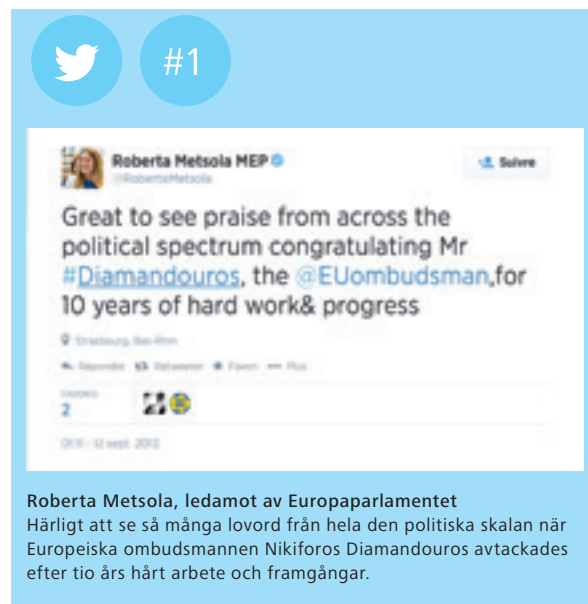 #1
Roberta Metsola MEP
@RobertaMetsola
Suivre
Great to see praise from across the
political spectrum congratulating Mr
#Diamandouros, the @EUombudsman,for
10 years of hard work& progress
Strasbourg, Bas-Rhin
Répondre Retweeter Favori Plus
FAVORIS
2
01:11 - 12 sept. 2013
Roberta Metsola, ledamot av Europaparlamentet
Härligt att se så många lovord från hela den politiska skalan när
Europeiska ombudsmannen Nikiforos Diamandouros avtackades
efter tio års hårt arbete och framgångar.